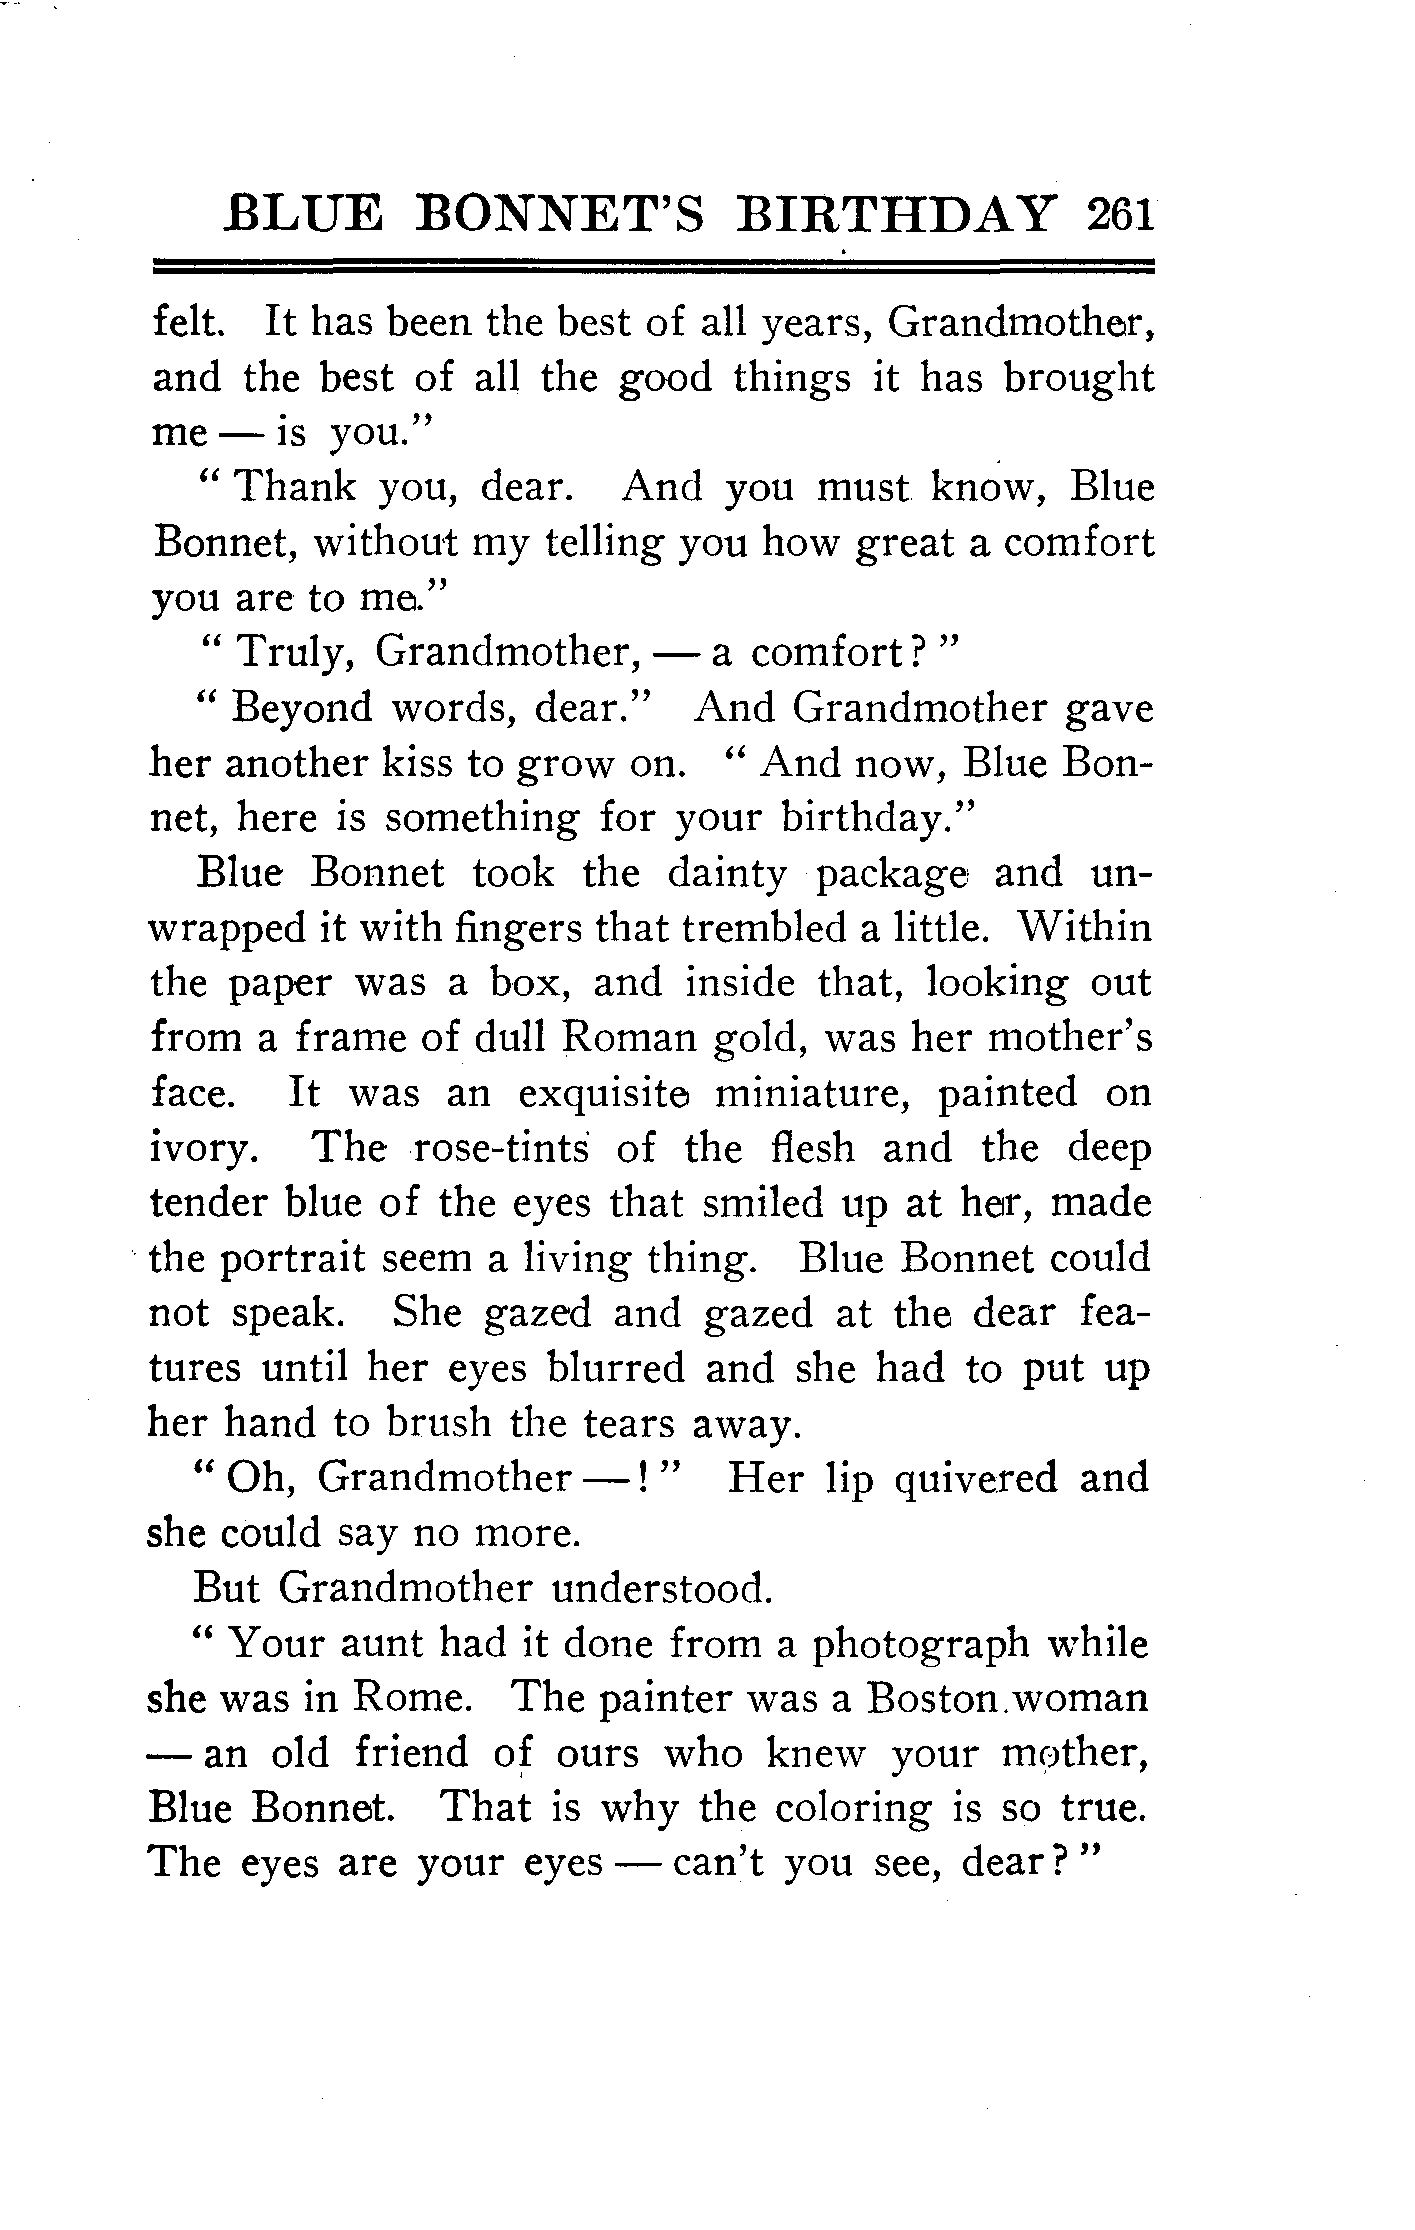 BLUE BONNET'S BIRTHDAY 261
felt. It has been the best of all years, Grandmother,
and the best of all the good things it has brought
me — is you."
" Thank you, dear. And you must know, Blue
Bonnet, without my telling you how great a comfort
you are to me."
" Truly, Grandmother, — a comfort? "
" Beyond words, dear." And Grandmother gave
her another kiss to grow on. " And now, Blue Bon-
net, here is something for your birthday."
Blue Bonnet took the dainty package and un-
wrapped it with fingers that trembled a little. Within
the paper was a box, and inside that, looking out
from a frame of dull Roman gold, was her mother's
face. It was an exquisite miniature, painted on
ivory. The rose-tints of the flesh and the deep
tender blue of the eyes that smiled up at her, made
the portrait seem a living thing. Blue Bonnet could
not speak. She gazed and gazed at the dear fea-
tures until her eyes blurred and she had to put up
her hand to brush the tears away.
" Oh, Grandmother —! " Her lip quivered and
she could say no more.
But Grandmother understood.
" Your aunt had it done from a photograph while
she was in Rome. The painter was a Boston woman
— an old friend of ours who knew your mother,
Blue Bonnet. That is why the coloring is so true.
The eyes are your eyes — can't you see, dear? "